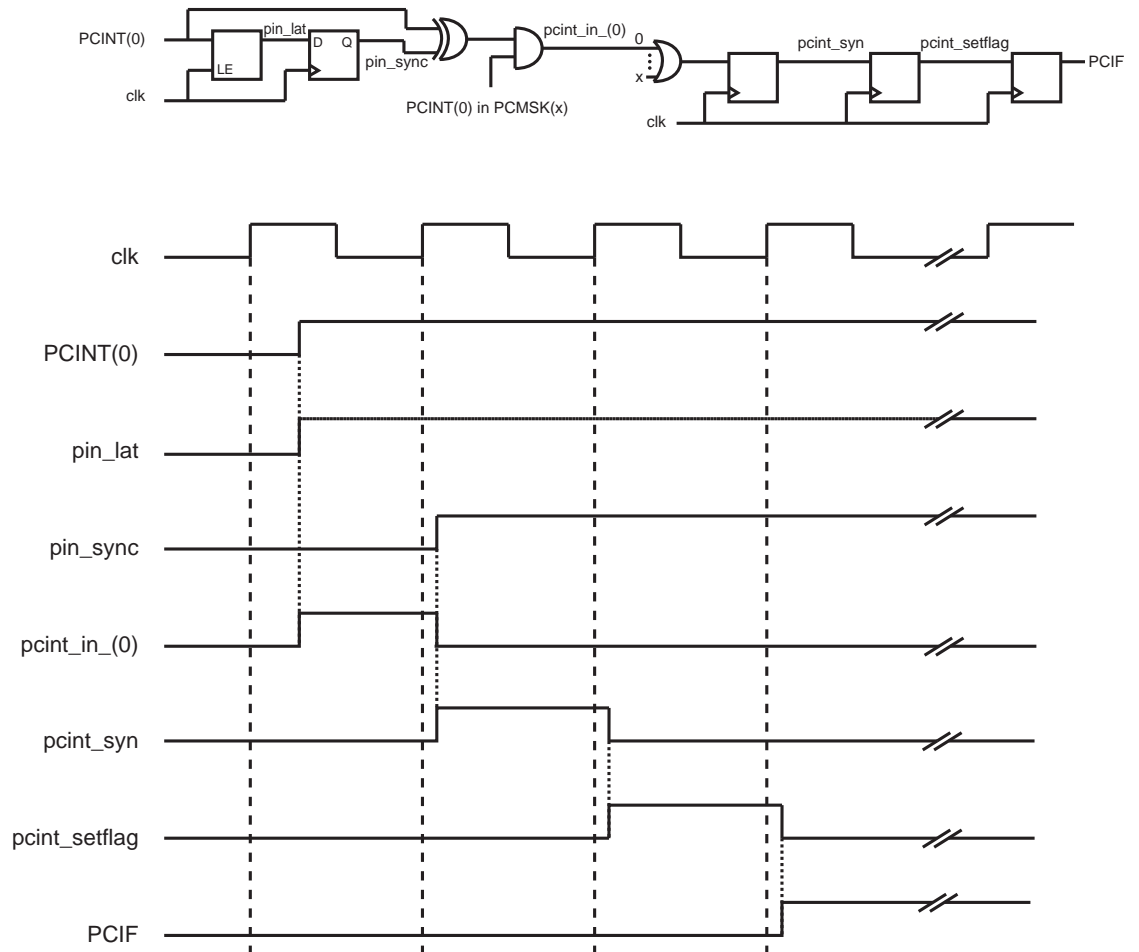 PCINT(0)
LE
pin_lat
D Q
pin_sync
clk
PCINT(0) in PCMSK(x)
pcint_in_(0)
0
x
clk
pcint_syn
pcint_setflag
PCIF
clk
PCINT(0)
pin_lat
pin_sync
pcint_in_(0)
pcint_syn
pcint_setflag
PCIF